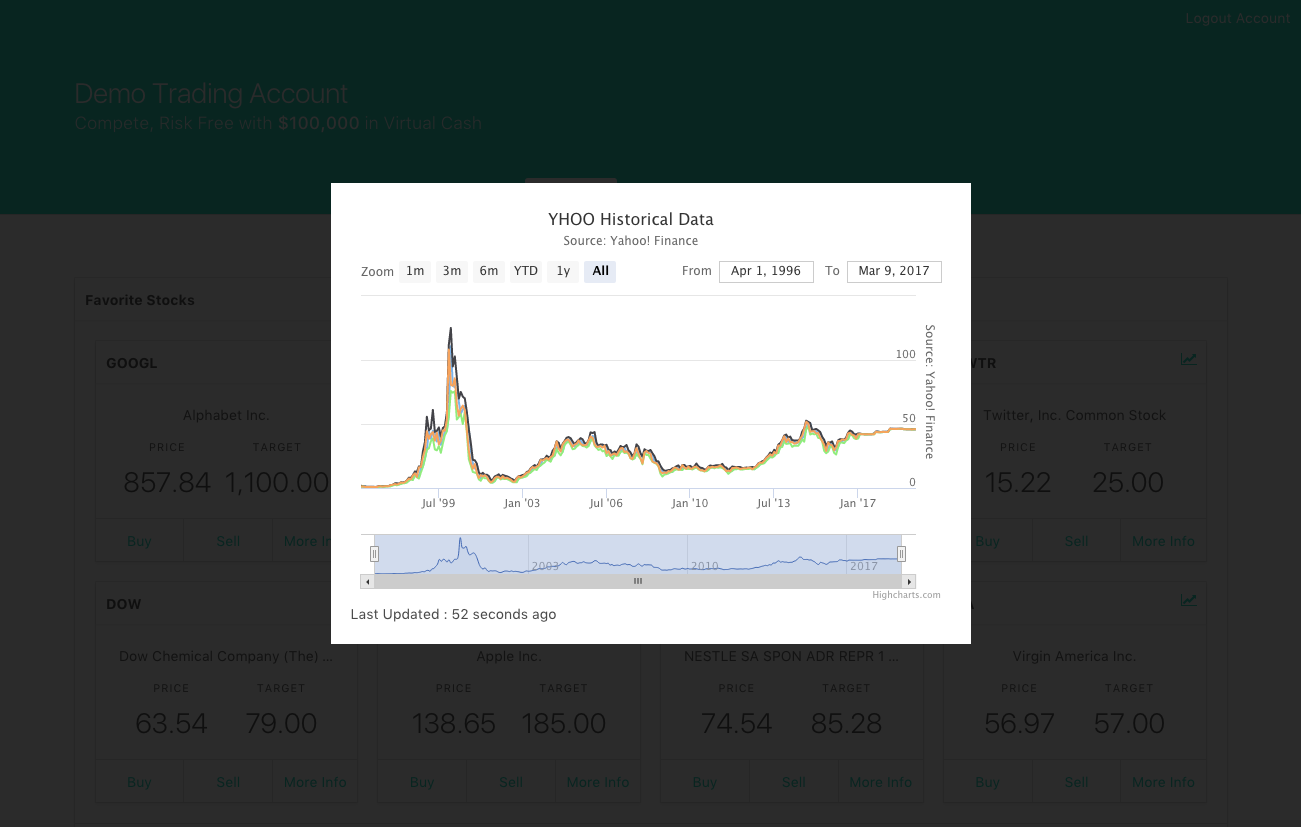 Logout Account
Demo Trading Account
Compete, Risk Free with $100,000 in Virtual Cash
YHOO Historical Data
Source: Yahoo! Finance
Zoom 1m 3m 6m YTD 1y All From Apr 1, 1996 To Mar 9, 2017
100
50
0
Source: Yahoo! Finance
Jul '99 Jan '03 Jul '06 Jan '10 Jul '13 Jan '17
2003 2010 2017
Highcharts.com
Last Updated : 52 seconds ago
Favorite Stocks
GOOGL
Alphabet Inc.
PRICE TARGET
857.84 1,100.00
Buy Sell More
Twitter, Inc. Common Stock
PRICE TARGET
15.22 25.00
Buy Sell More Info
DOW
Dow Chemical Company (The) ...
PRICE TARGET
63.54 79.00
Buy Sell More Info
Apple Inc.
PRICE TARGET
138.65 185.00
Buy Sell More Info
NESTLE SA SPON ADR REPR 1 ...
PRICE TARGET
74.54 85.28
Buy Sell More Info
Virgin America Inc.
PRICE TARGET
56.97 57.00
Buy Sell More Info